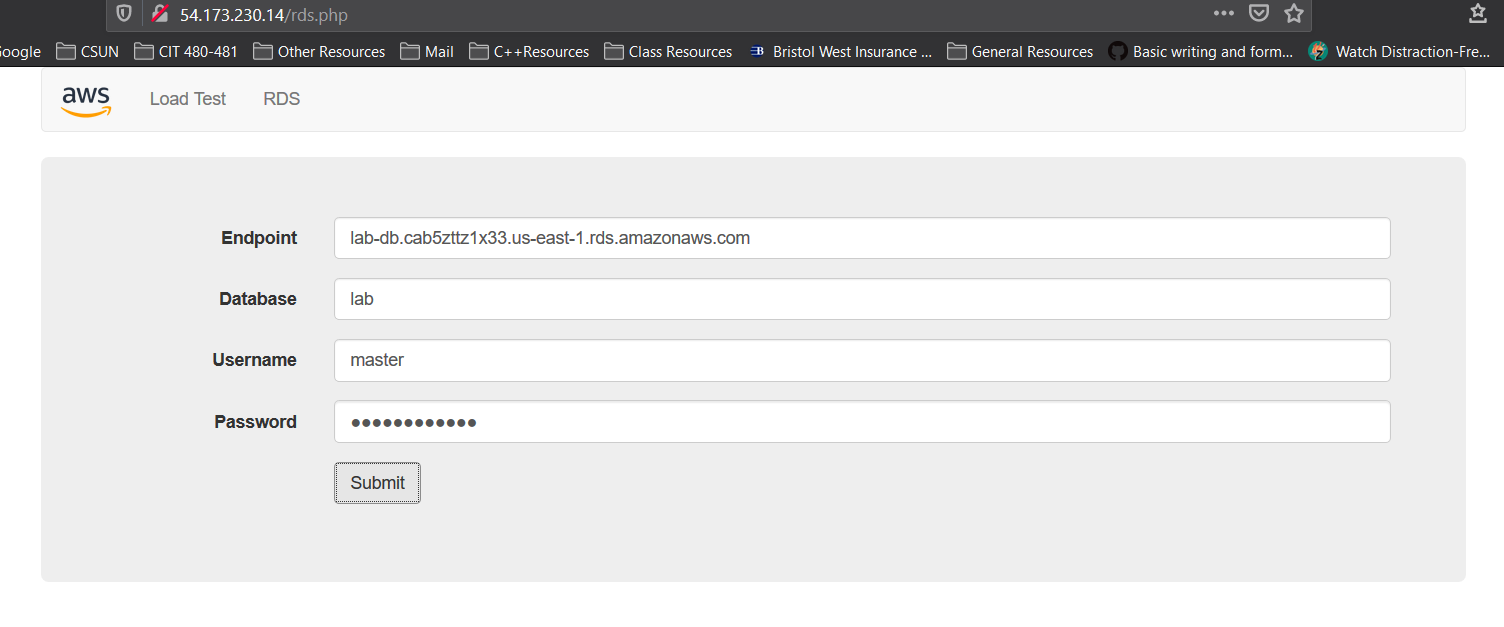 54.173.230.14/rds.php
oogle CSUN CIT 480-481 Other Resources Mail C++Resources Class Resources Bristol West Insurance ... General Resources Basic writing and form... Watch Distraction-Fre...
aws Load Test RDS
Endpoint lab-db.cab5zttz1x33.us-east-1.rds.amazonaws.com
Database lab
Username master
Password ●●●●●●●●●●●●
Submit